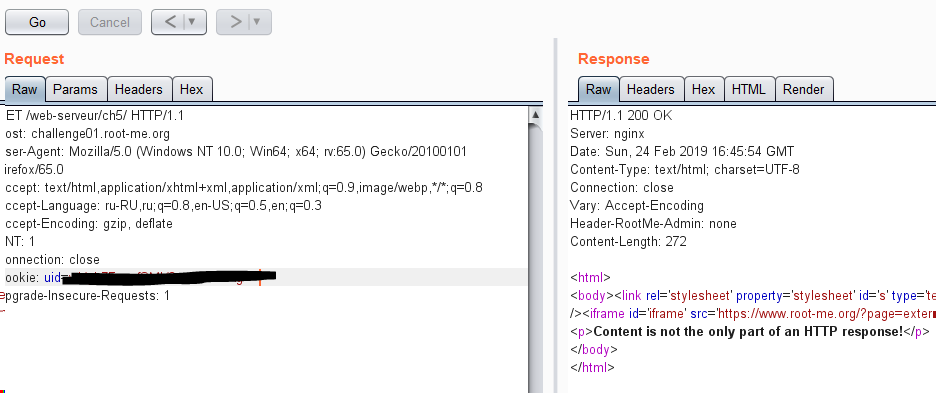 Go Cancel < > 
Request
Raw Params Headers Hex
ET /web-serveur/ch5/ HTTP/1.1
ost: challenge01.root-me.org
ser-Agent: Mozilla/5.0 (Windows NT 10.0; Win64; x64; rv:65.0) Gecko/20100101
irefox/65.0
ccept: text/html,application/xhtml+xml,application/xml;q=0.9,image/webp,*/*;q=0.8
ccept-Language: ru-RU,ru;q=0.8,en-US;q=0.5,en;q=0.3
ccept-Encoding: gzip, deflate
NT: 1
onnection: close
ookie: uid=
pgrade-Insecure-Requests: 1
Response
Raw Headers Hex HTML Render
HTTP/1.1 200 OK
Server: nginx
Date: Sun, 24 Feb 2019 16:45:54 GMT
Content-Type: text/html; charset=UTF-8
Connection: close
Vary: Accept-Encoding
Header-RootMe-Admin: none
Content-Length: 272
<html>
<body><link rel='stylesheet' property='stylesheet' id='s' type='te
/><iframe id='iframe' src='https://www.root-me.org/?page=extern
<p>Content is not the only part of an HTTP response!</p>
</body>
</html>